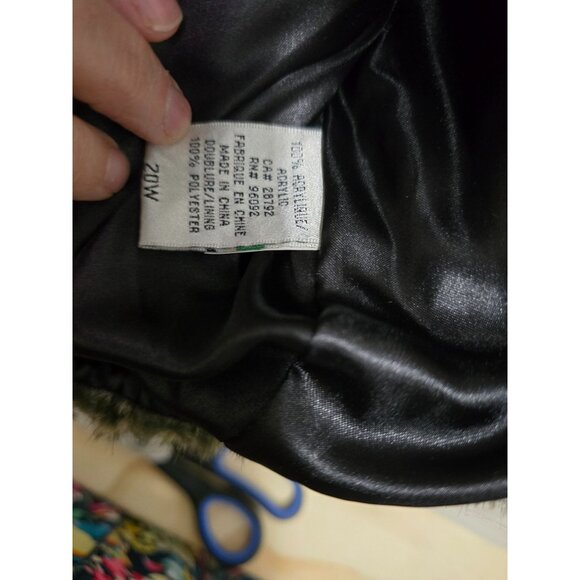 100% ACRYLIQUE/
ACRYLIC
CA# 28792
RN# 96092
FABRIQUE EN CHINE
MADE IN CHINA
DOUBLURE/LINING
100% POLYESTER
20W